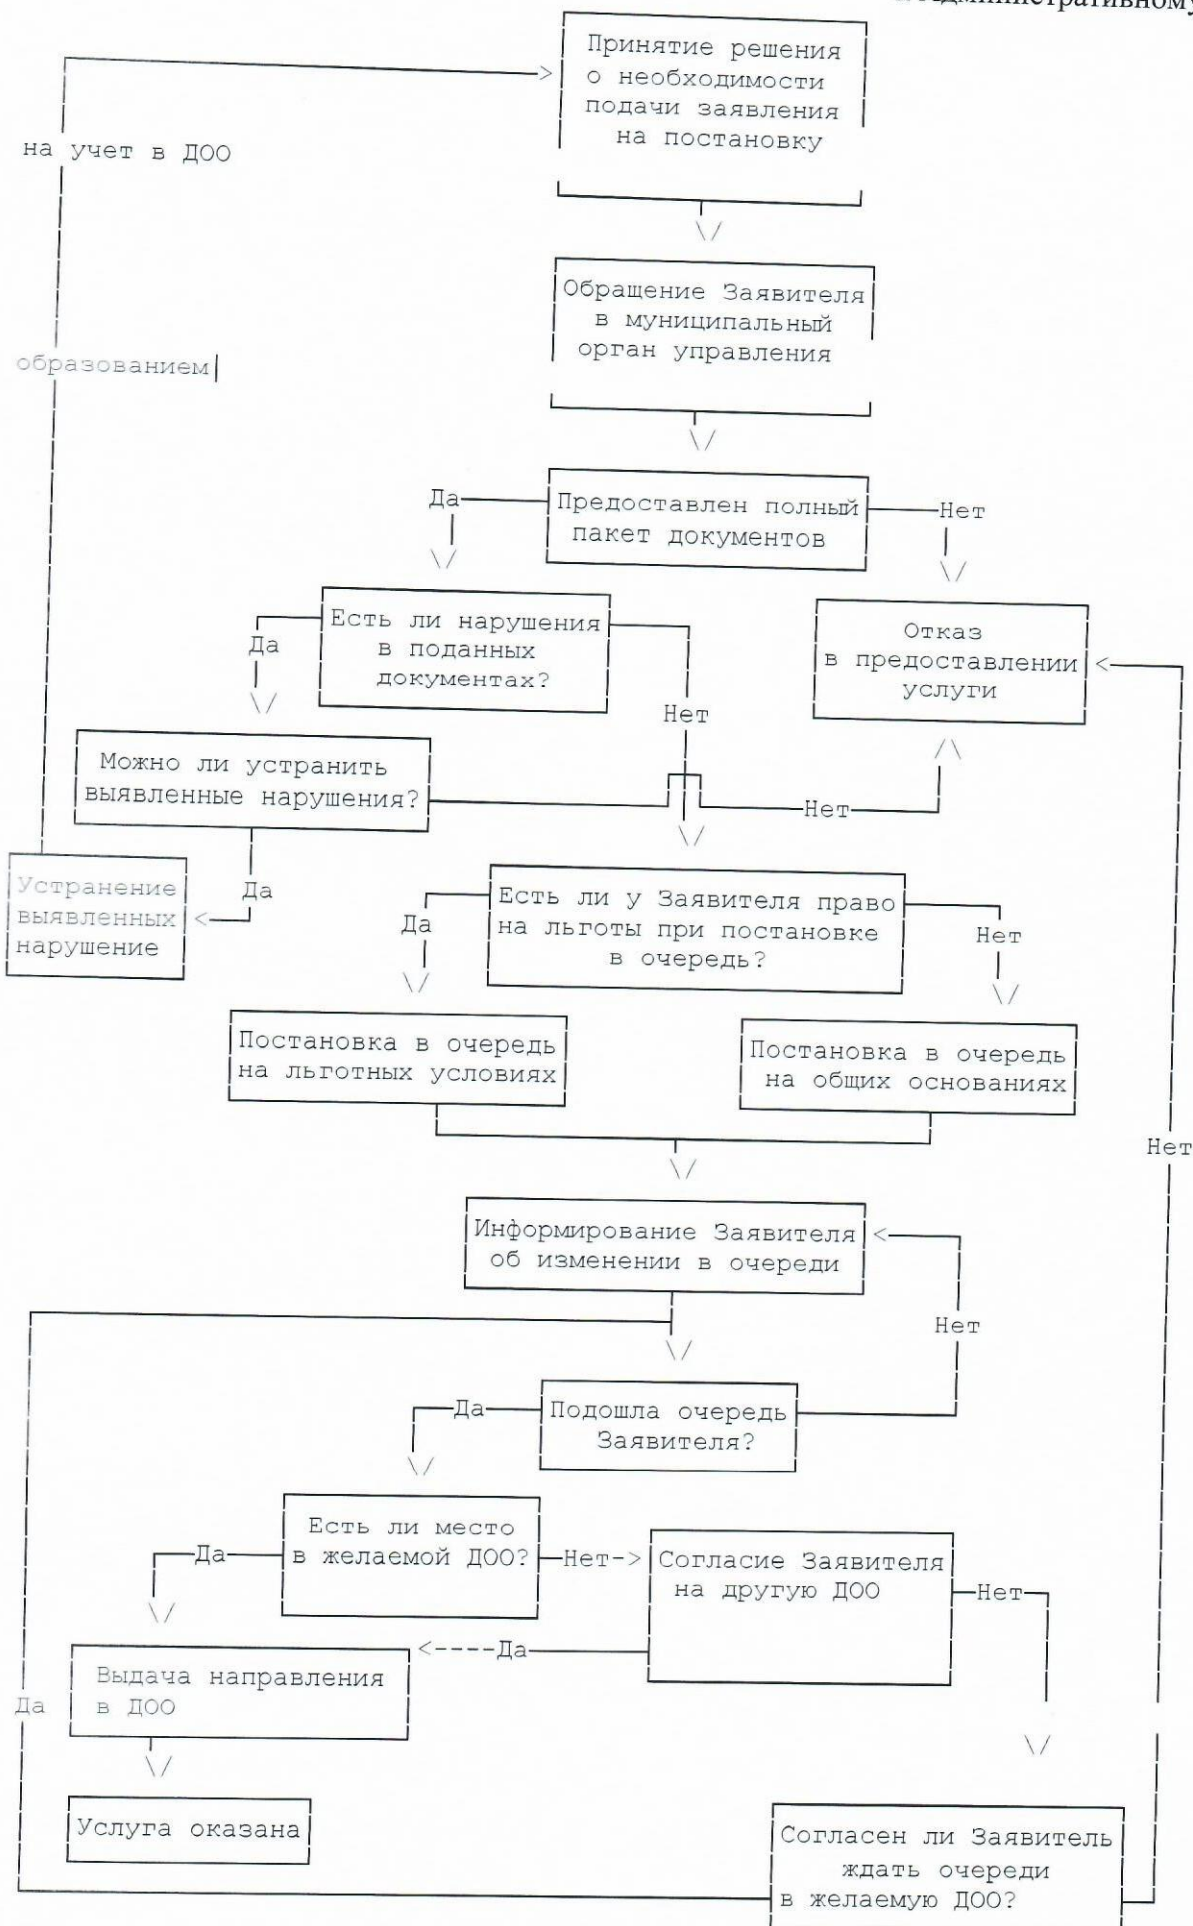 Административному
Принятие решения
о необходимости
подачи заявления
на постановку
на учет в ДОО
Обращение Заявителя
в муниципальный
орган управления
образованием
Да
Предоставлен полный
пакет документов
Нет
Есть ли нарушения
в поданных
документах?
Да
Нет
Отказ
в предоставлении
услуги
Можно ли устранить
выявленные нарушения?
Нет
Да
Устранение
выявленных
нарушение
Есть ли у Заявителя право
на льготы при постановке
в очередь?
Да
Нет
Постановка в очередь
на льготных условиях
Постановка в очередь
на общих основаниях
Нет
Информирование Заявителя
об изменении в очереди
Нет
Да
Подошла очередь
Заявителя?
Есть ли место
в желаемой ДОО?
Да
Нет->
Согласие Заявителя
на другую ДОО
Нет
<----Да
Выдача направления
в ДОО
Да
Услуга оказана
Согласен ли Заявитель
ждать очереди
в желаемую ДОО?